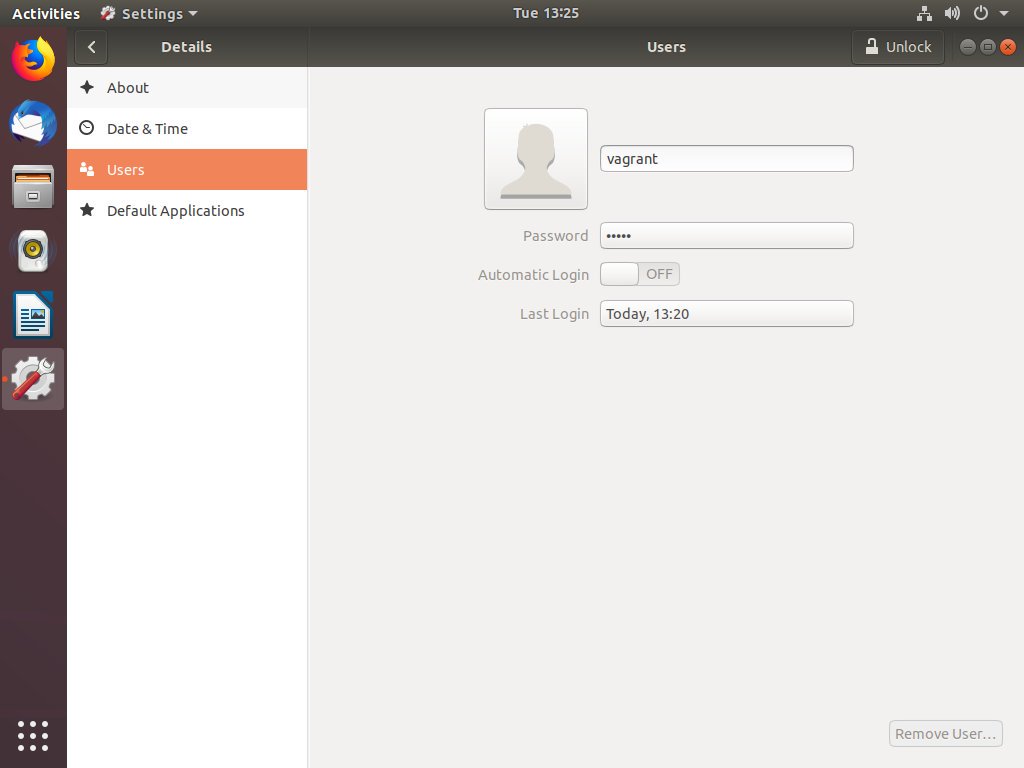 Activities Settings Tue 13:25
Details Users Unlock
About
Date & Time
Users
Default Applications
vagrant
Password •••••
Automatic Login OFF
Last Login Today, 13:20
Remove User…